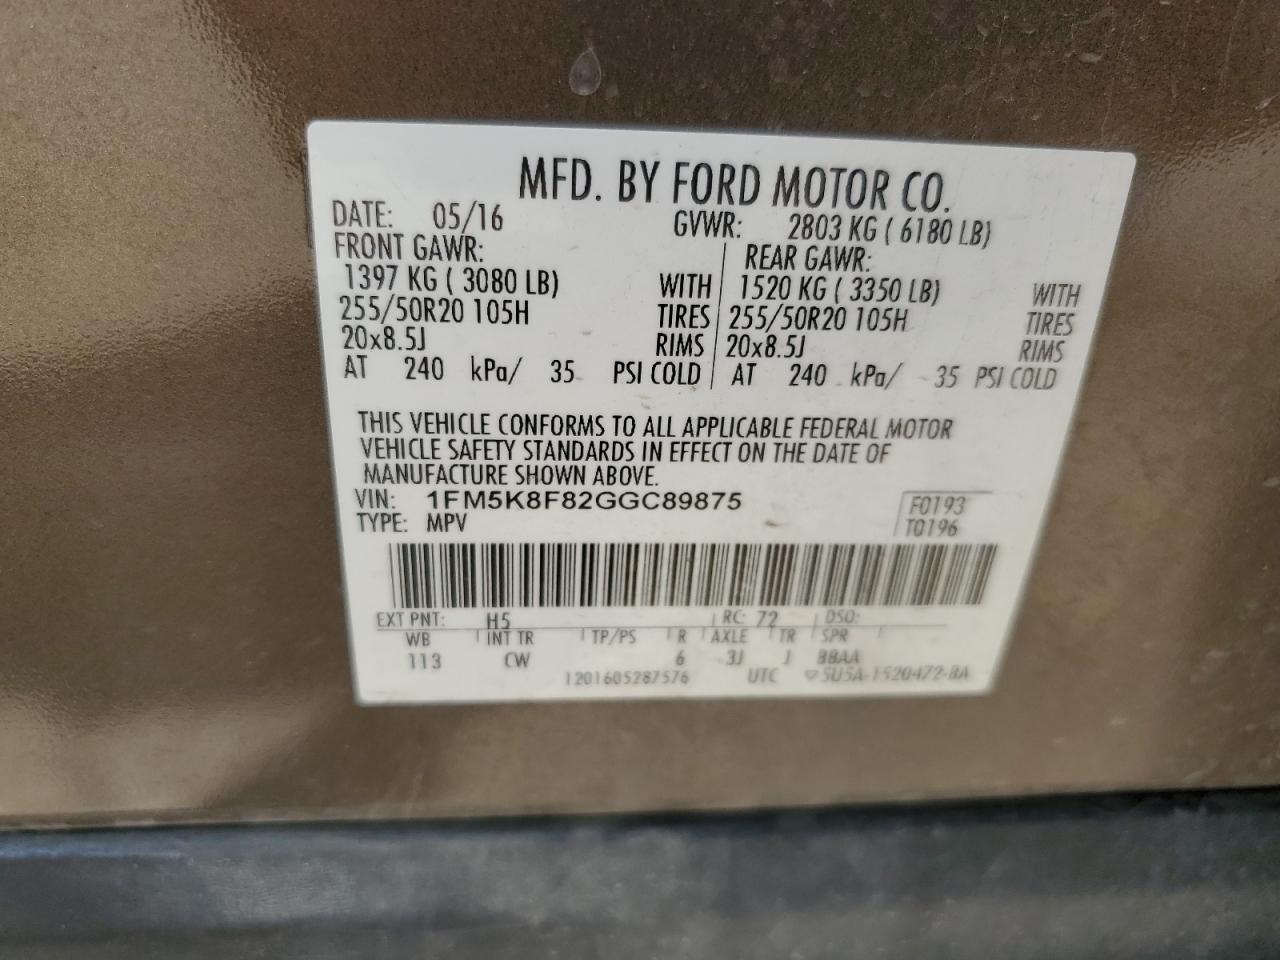 MFD. BY FORD MOTOR CO.
DATE: 05/16 GVWR: 2803 KG ( 6180 LB)
FRONT GAWR: REAR GAWR:
1397 KG ( 3080 LB) WITH 1520 KG ( 3350 LB) WITH
255/50R20 105H TIRES 255/50R20 105H TIRES
20x8.5J RIMS 20x8.5J RIMS
AT 240 kPa/ 35 PSI COLD AT 240 kPa/ 35 PSI COLD
THIS VEHICLE CONFORMS TO ALL APPLICABLE FEDERAL MOTOR
VEHICLE SAFETY STANDARDS IN EFFECT ON THE DATE OF
MANUFACTURE SHOWN ABOVE.
VIN: 1FM5K8F82GGC89875 F0193
TYPE: MPV T0196
EXT PNT: H5 RC: 72 DSO:
WB INT TR TP/PS R AXLE TR SPR
113 CW 6 3J J BBAA
1201605287576 UTC ▽5U5A-1520472-BA